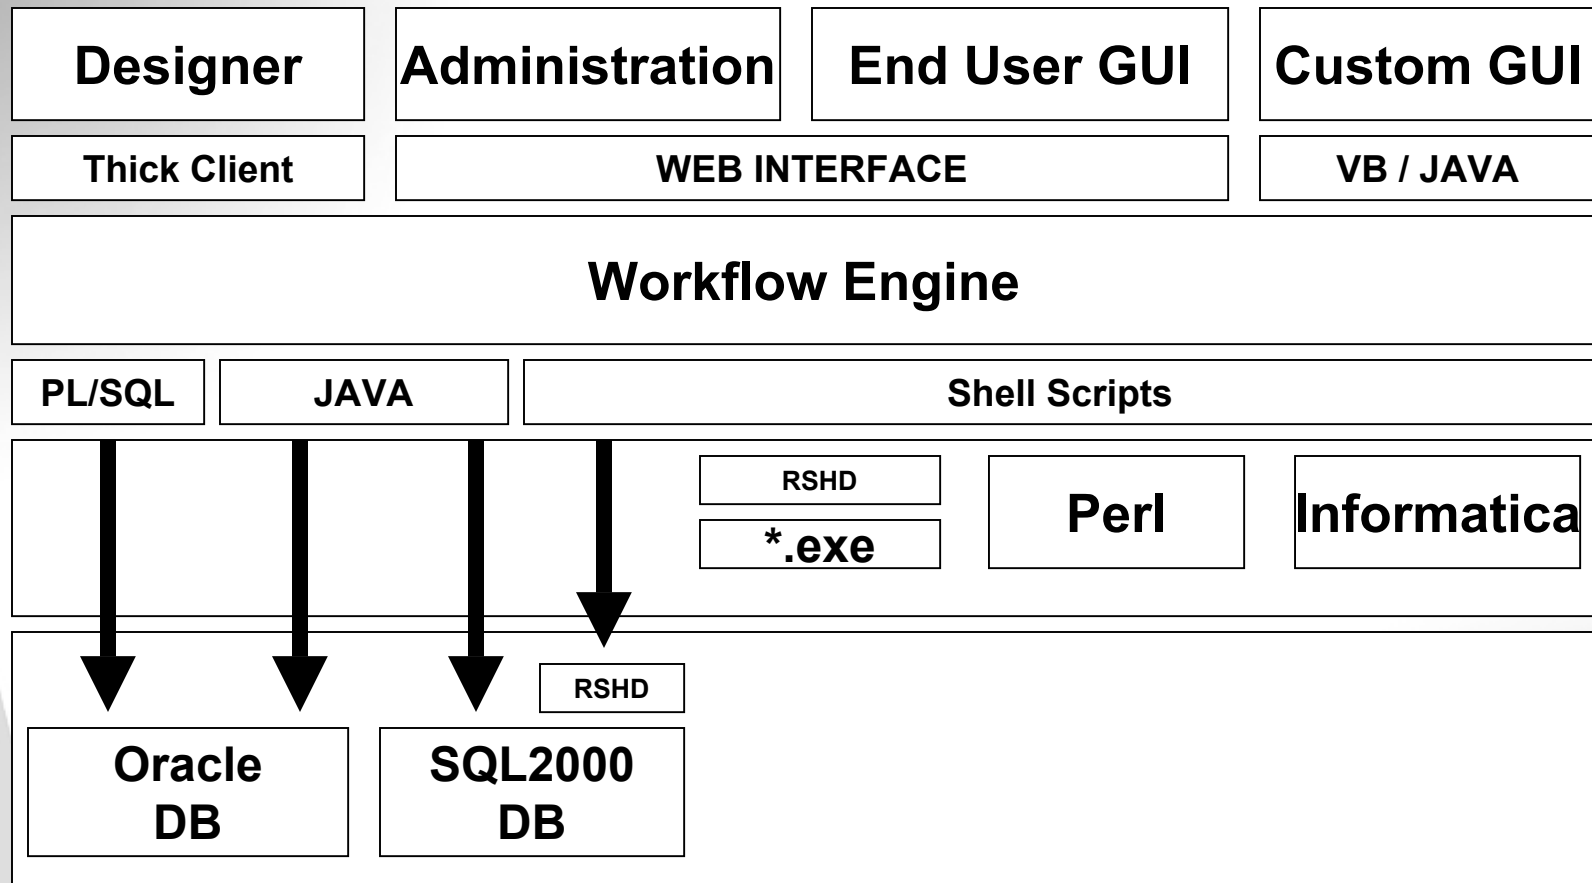 Designer
Administration
End User GUI
Custom GUI
Thick Client
WEB INTERFACE
VB / JAVA
Workflow Engine
PL/SQL
JAVA
Shell Scripts
RSHD
*.exe
Perl
Informatica
RSHD
Oracle
DB
SQL2000
DB